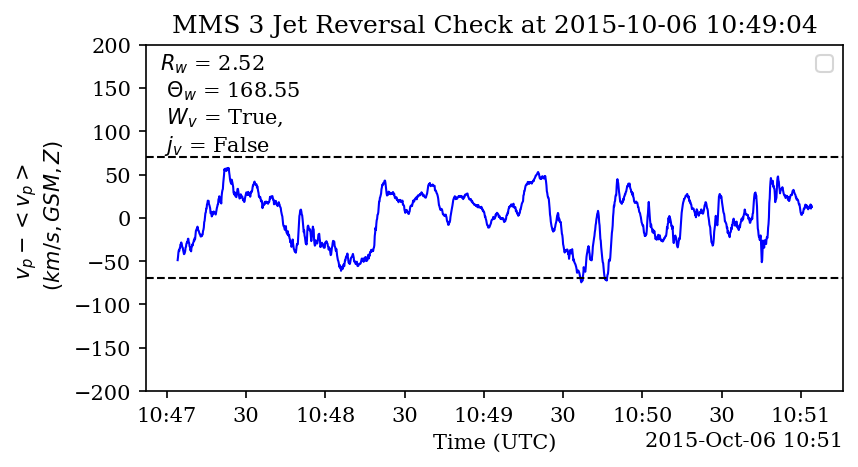 MMS 3 Jet Reversal Check at 2015-10-06 10:49:04
R_w = 2.52
Θ_w = 168.55
W_v = True,
j_v = False
v_p − < v_p >
(km/s, GSM, Z)
200
150
100
50
0
−50
−100
−150
−200
10:47 30 10:48 30 10:49 30 10:50 30 10:51
Time (UTC)
2015-Oct-06 10:51